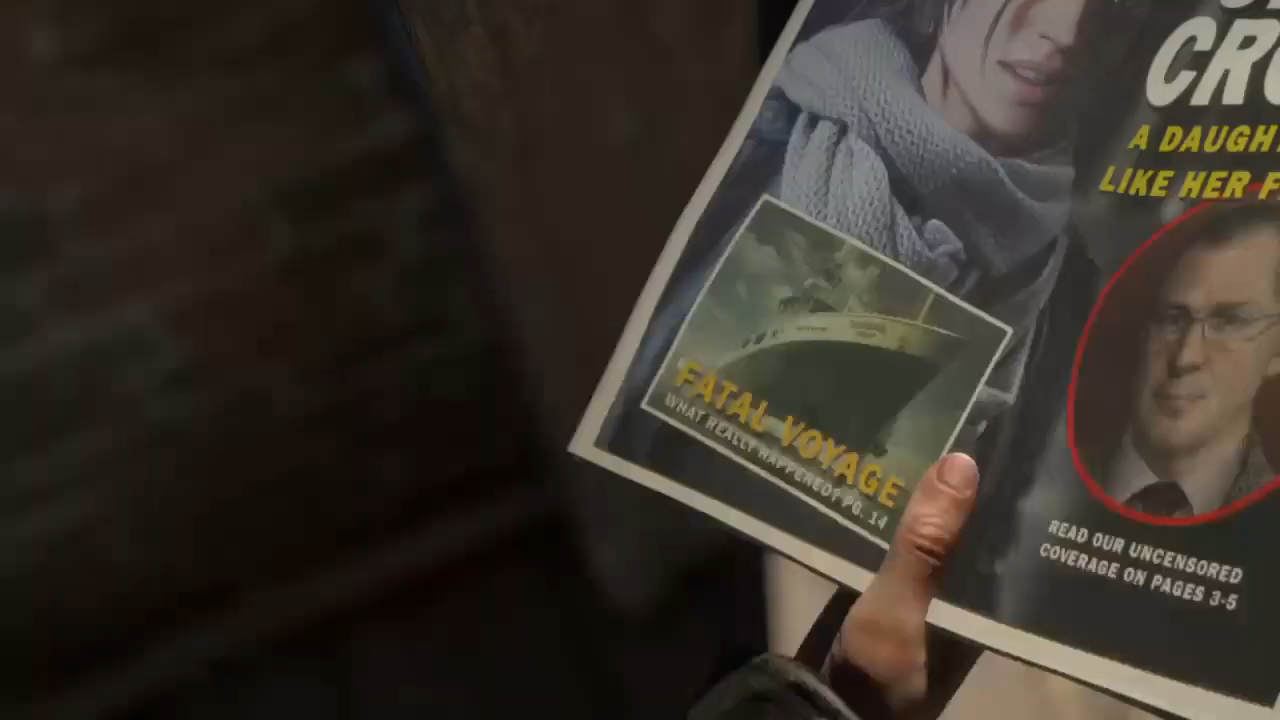 CR
A DAUGH
LIKE HER F
FATAL VOYAGE
WHAT REALLY HAPPENED? PG. 14
READ OUR UNCENSORED
COVERAGE ON PAGES 3-5